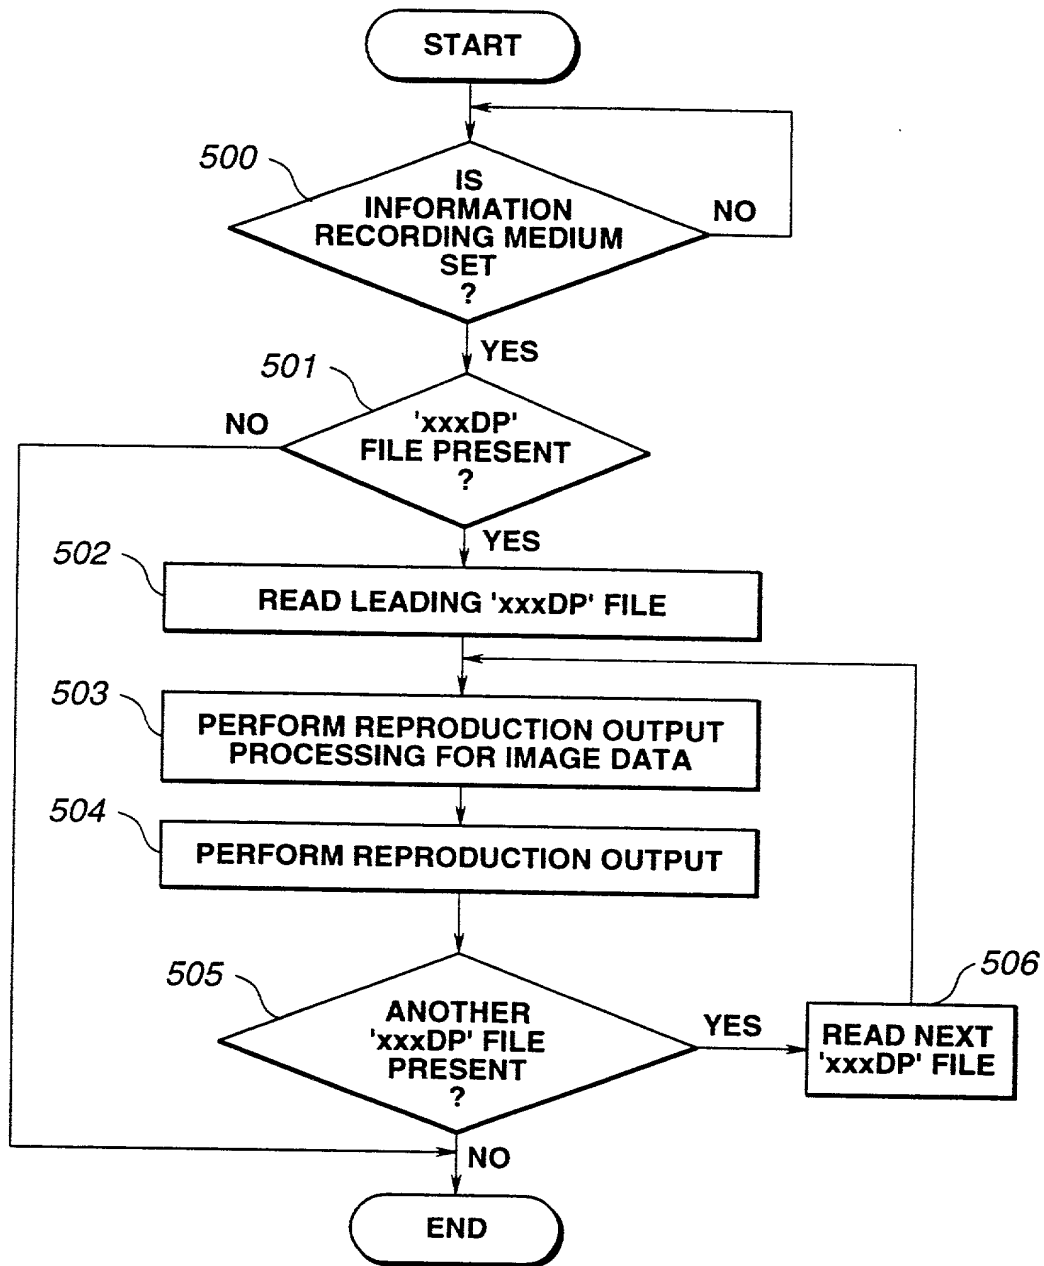 START
500
IS
INFORMATION
RECORDING MEDIUM
SET
?
NO
YES
501
NO
'xxxDP'
FILE PRESENT
?
YES
502
READ LEADING 'xxxDP' FILE
503
PERFORM REPRODUCTION OUTPUT
PROCESSING FOR IMAGE DATA
504
PERFORM REPRODUCTION OUTPUT
505
ANOTHER
'xxxDP' FILE
PRESENT
?
YES
506
READ NEXT
'xxxDP' FILE
NO
END